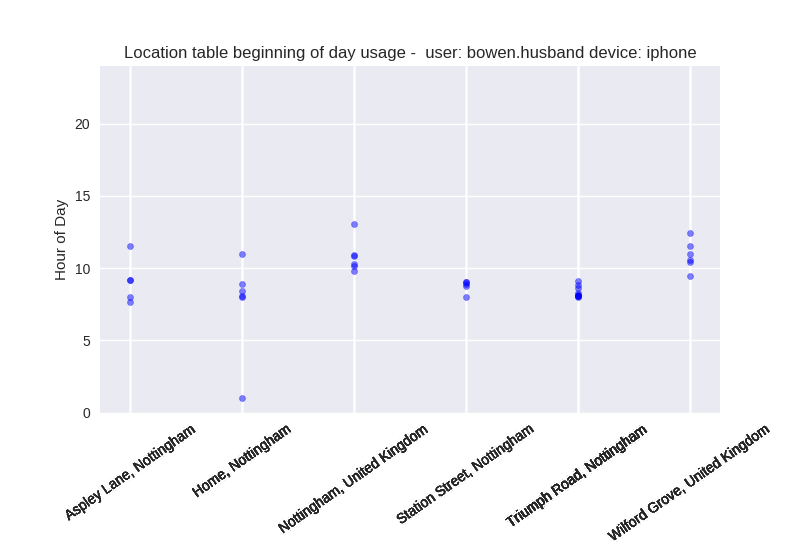 Location table beginning of day usage -  user: bowen.husband device: iphone
Hour of Day
20
15
10
5
0
Aspley Lane, Nottingham
Home, Nottingham
Nottingham, United Kingdom
Station Street, Nottingham
Triumph Road, Nottingham
Wilford Grove, United Kingdom